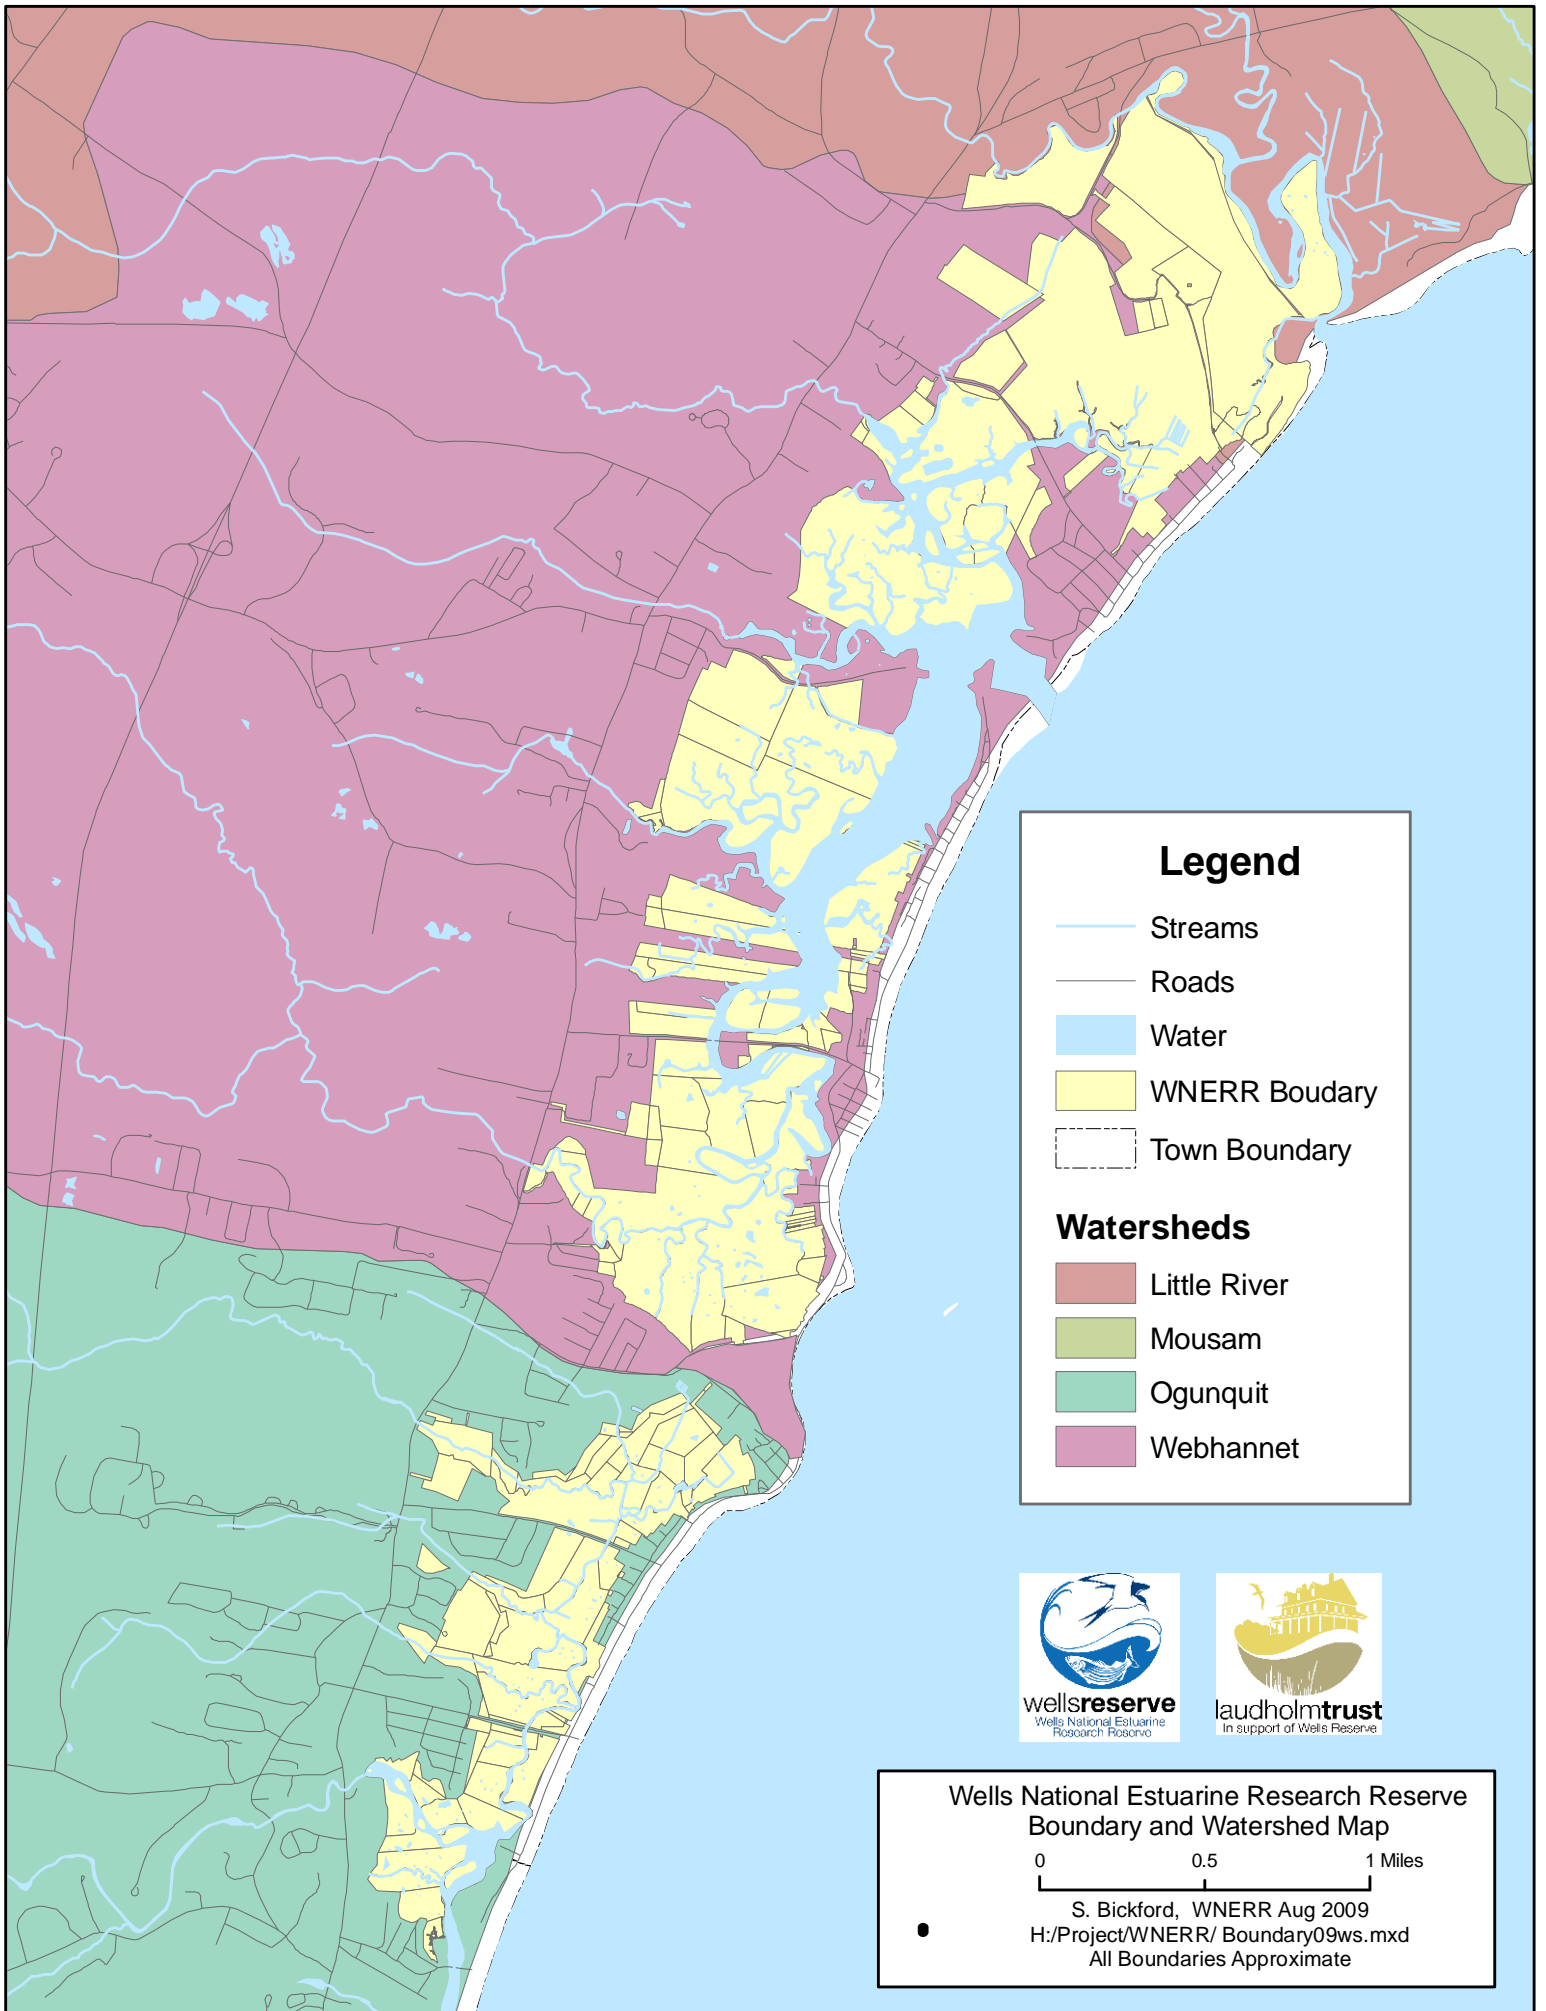 Legend
Streams
Roads
Water
WNERR Boudary
Town Boundary
Watersheds
Little River
Mousam
Ogunquit
Webhannet
wellsreserve
Wells National Estuarine
Research Reserve
laudholmtrust
In support of Wells Reserve
Wells National Estuarine Research Reserve
Boundary and Watershed Map
0 0.5 1 Miles
S. Bickford, WNERR Aug 2009
H:/Project/WNERR/ Boundary09ws.mxd
All Boundaries Approximate